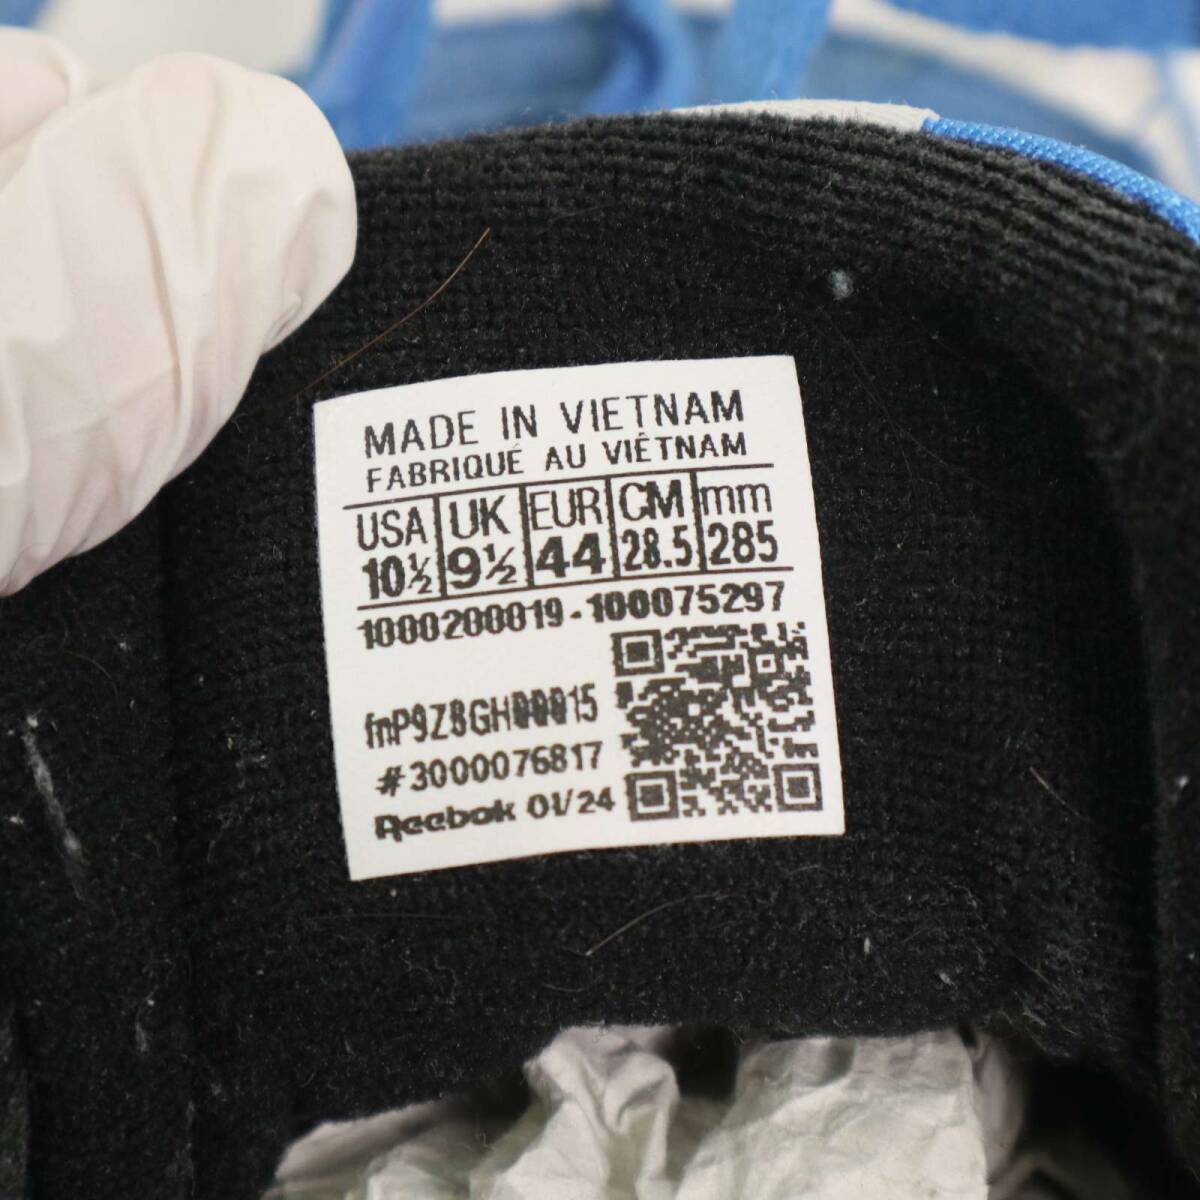 MADE IN VIETNAM
FABRIQUÉ AU VIÊTNAM
USA UK EUR CM mm
10½ 9½ 44 28.5 285
1000200019-100075297
#3000076817
Reebok 01/24